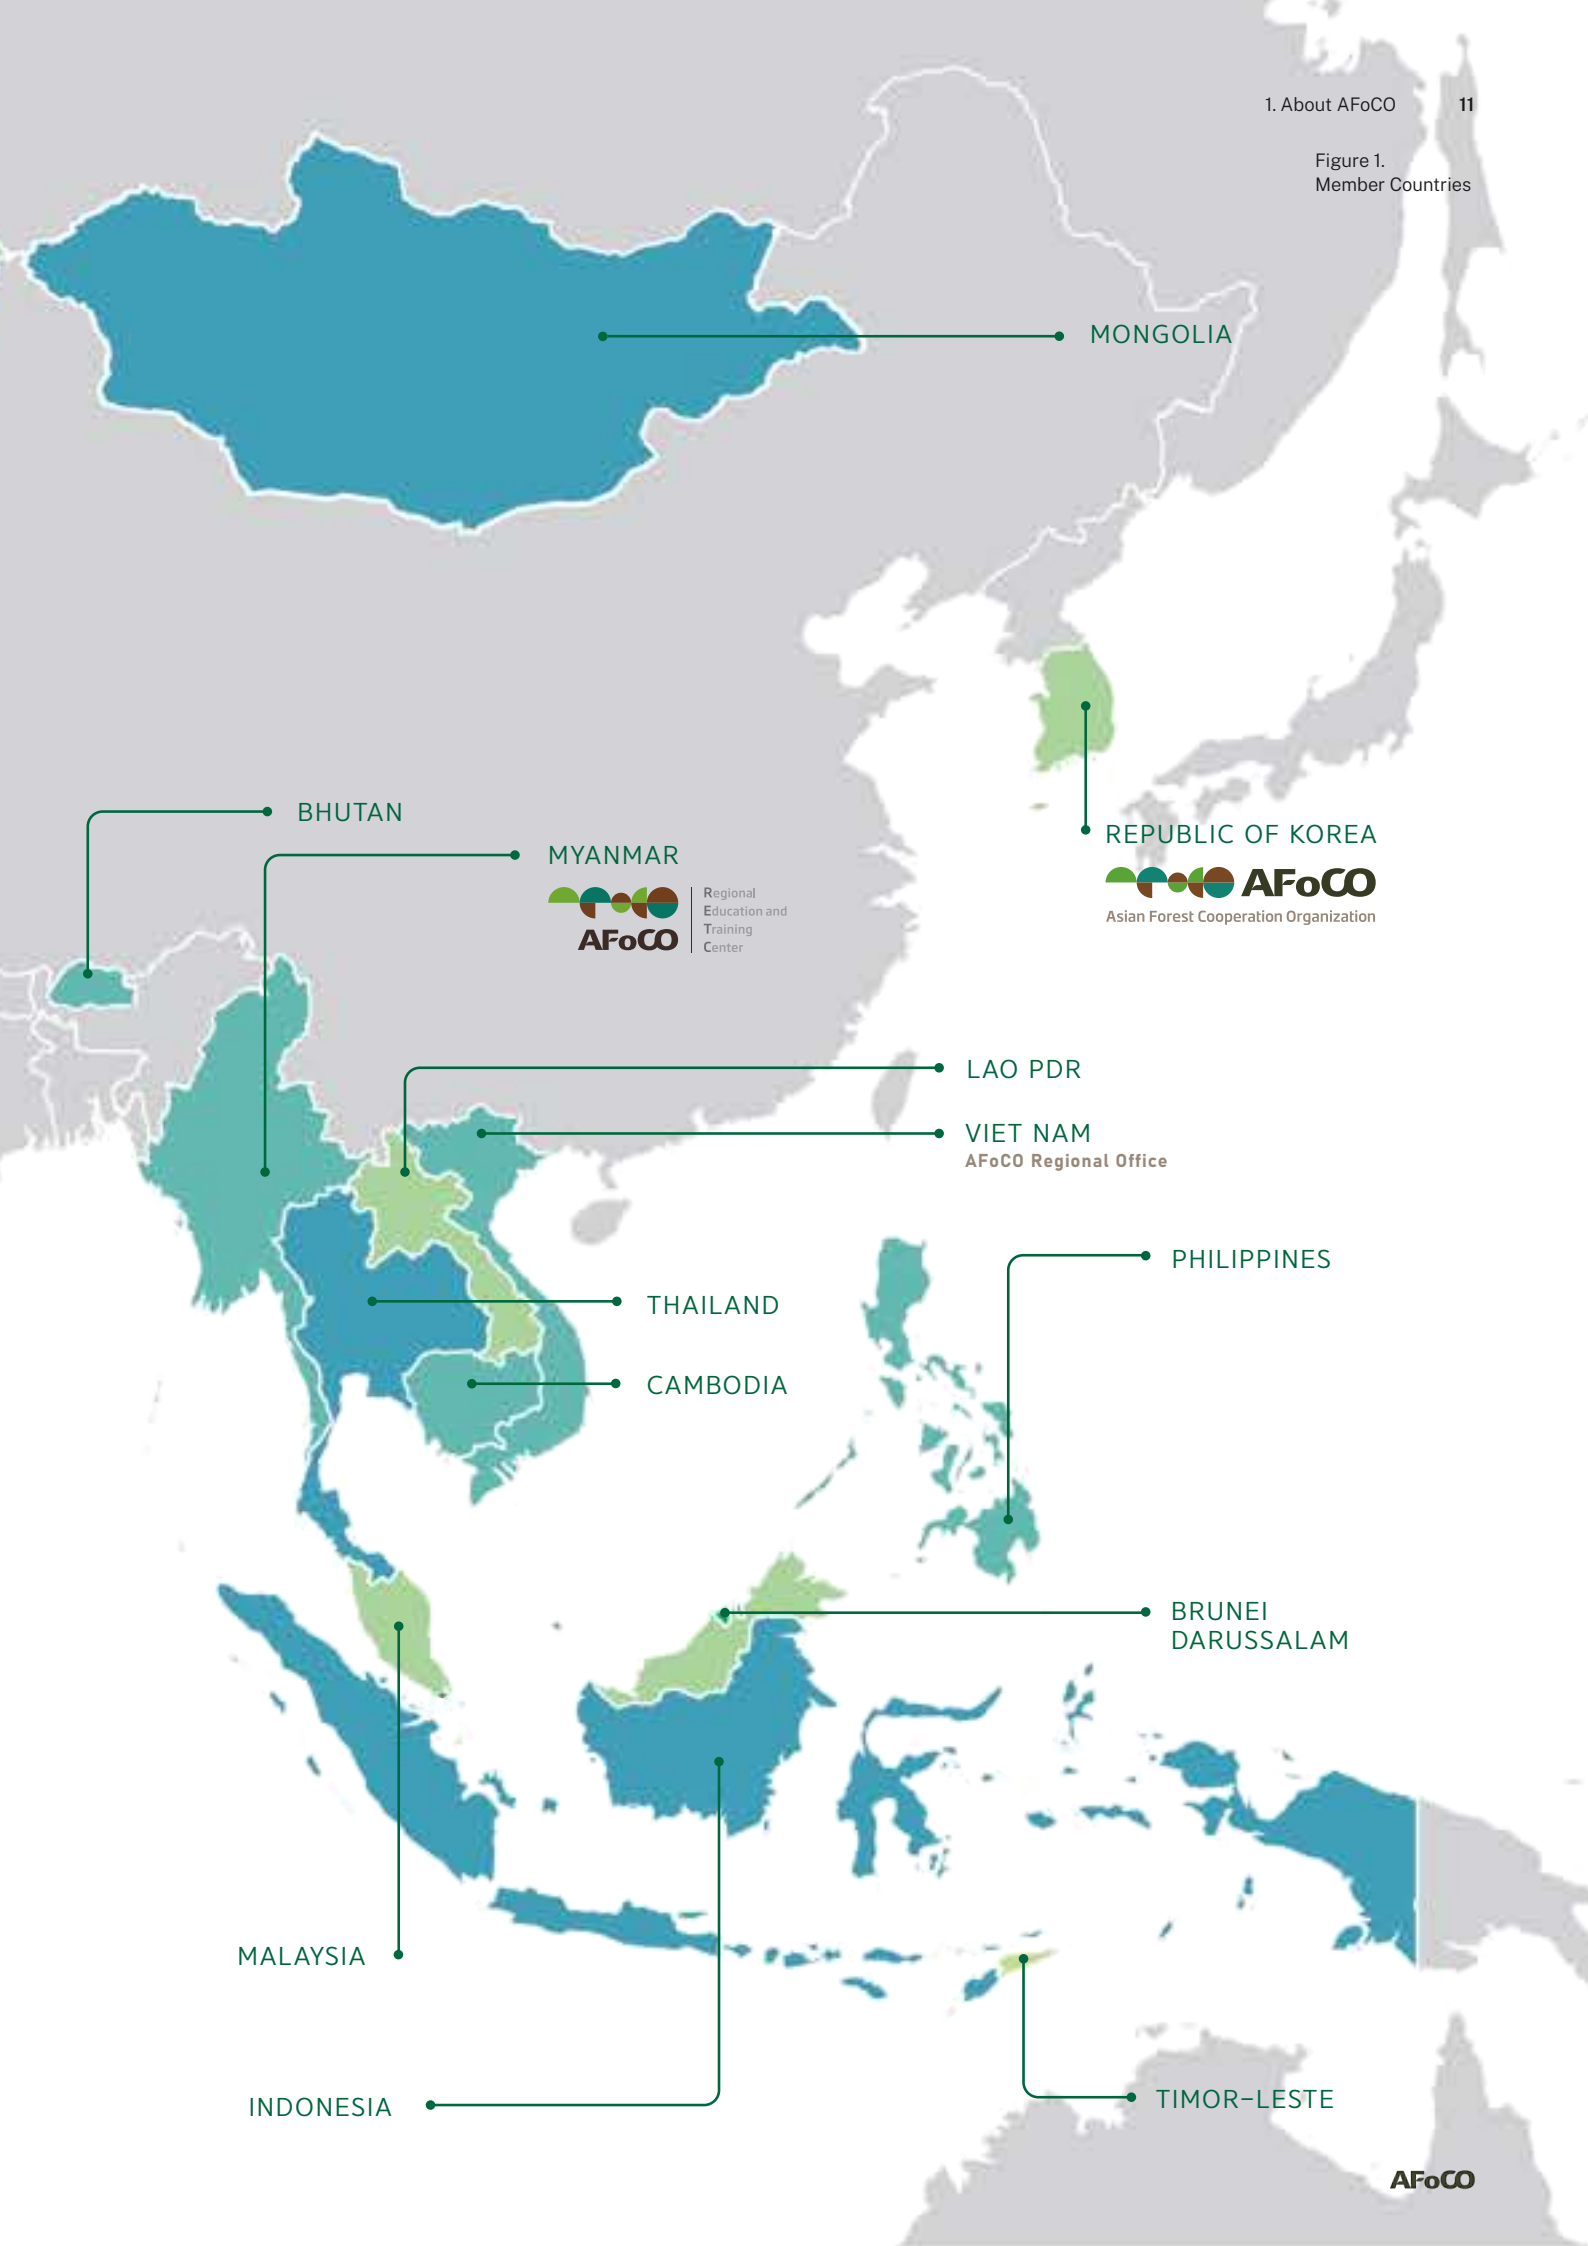 1. About AFoCO 11
Figure 1.
Member Countries
MONGOLIA
BHUTAN
MYANMAR
AFoCO
Regional
Education and
Training
Center
REPUBLIC OF KOREA
AFoCO
Asian Forest Cooperation Organization
LAO PDR
VIET NAM
AFoCO Regional Office
PHILIPPINES
THAILAND
CAMBODIA
BRUNEI
DARUSSALAM
MALAYSIA
INDONESIA
TIMOR-LESTE
AFoCO